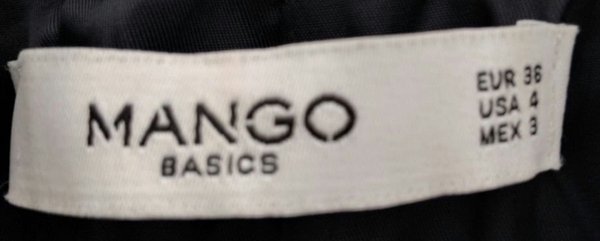 MANGO
BASICS
EUR 36
USA 4
MEX 3